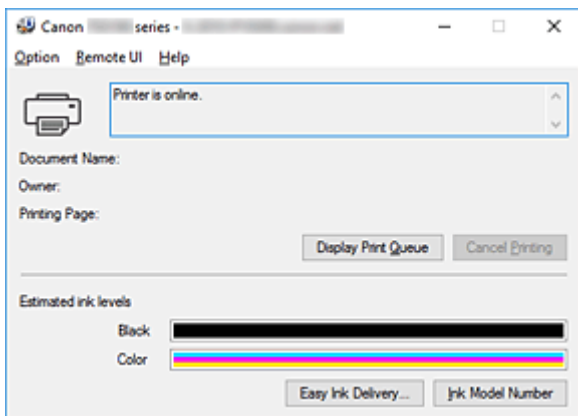 Canon series -
Option Remote UI Help
Printer is online.
Document Name:
Owner:
Printing Page:
Display Print Queue Cancel Printing
Estimated ink levels
Black
Color
Easy Ink Delivery... Ink Model Number